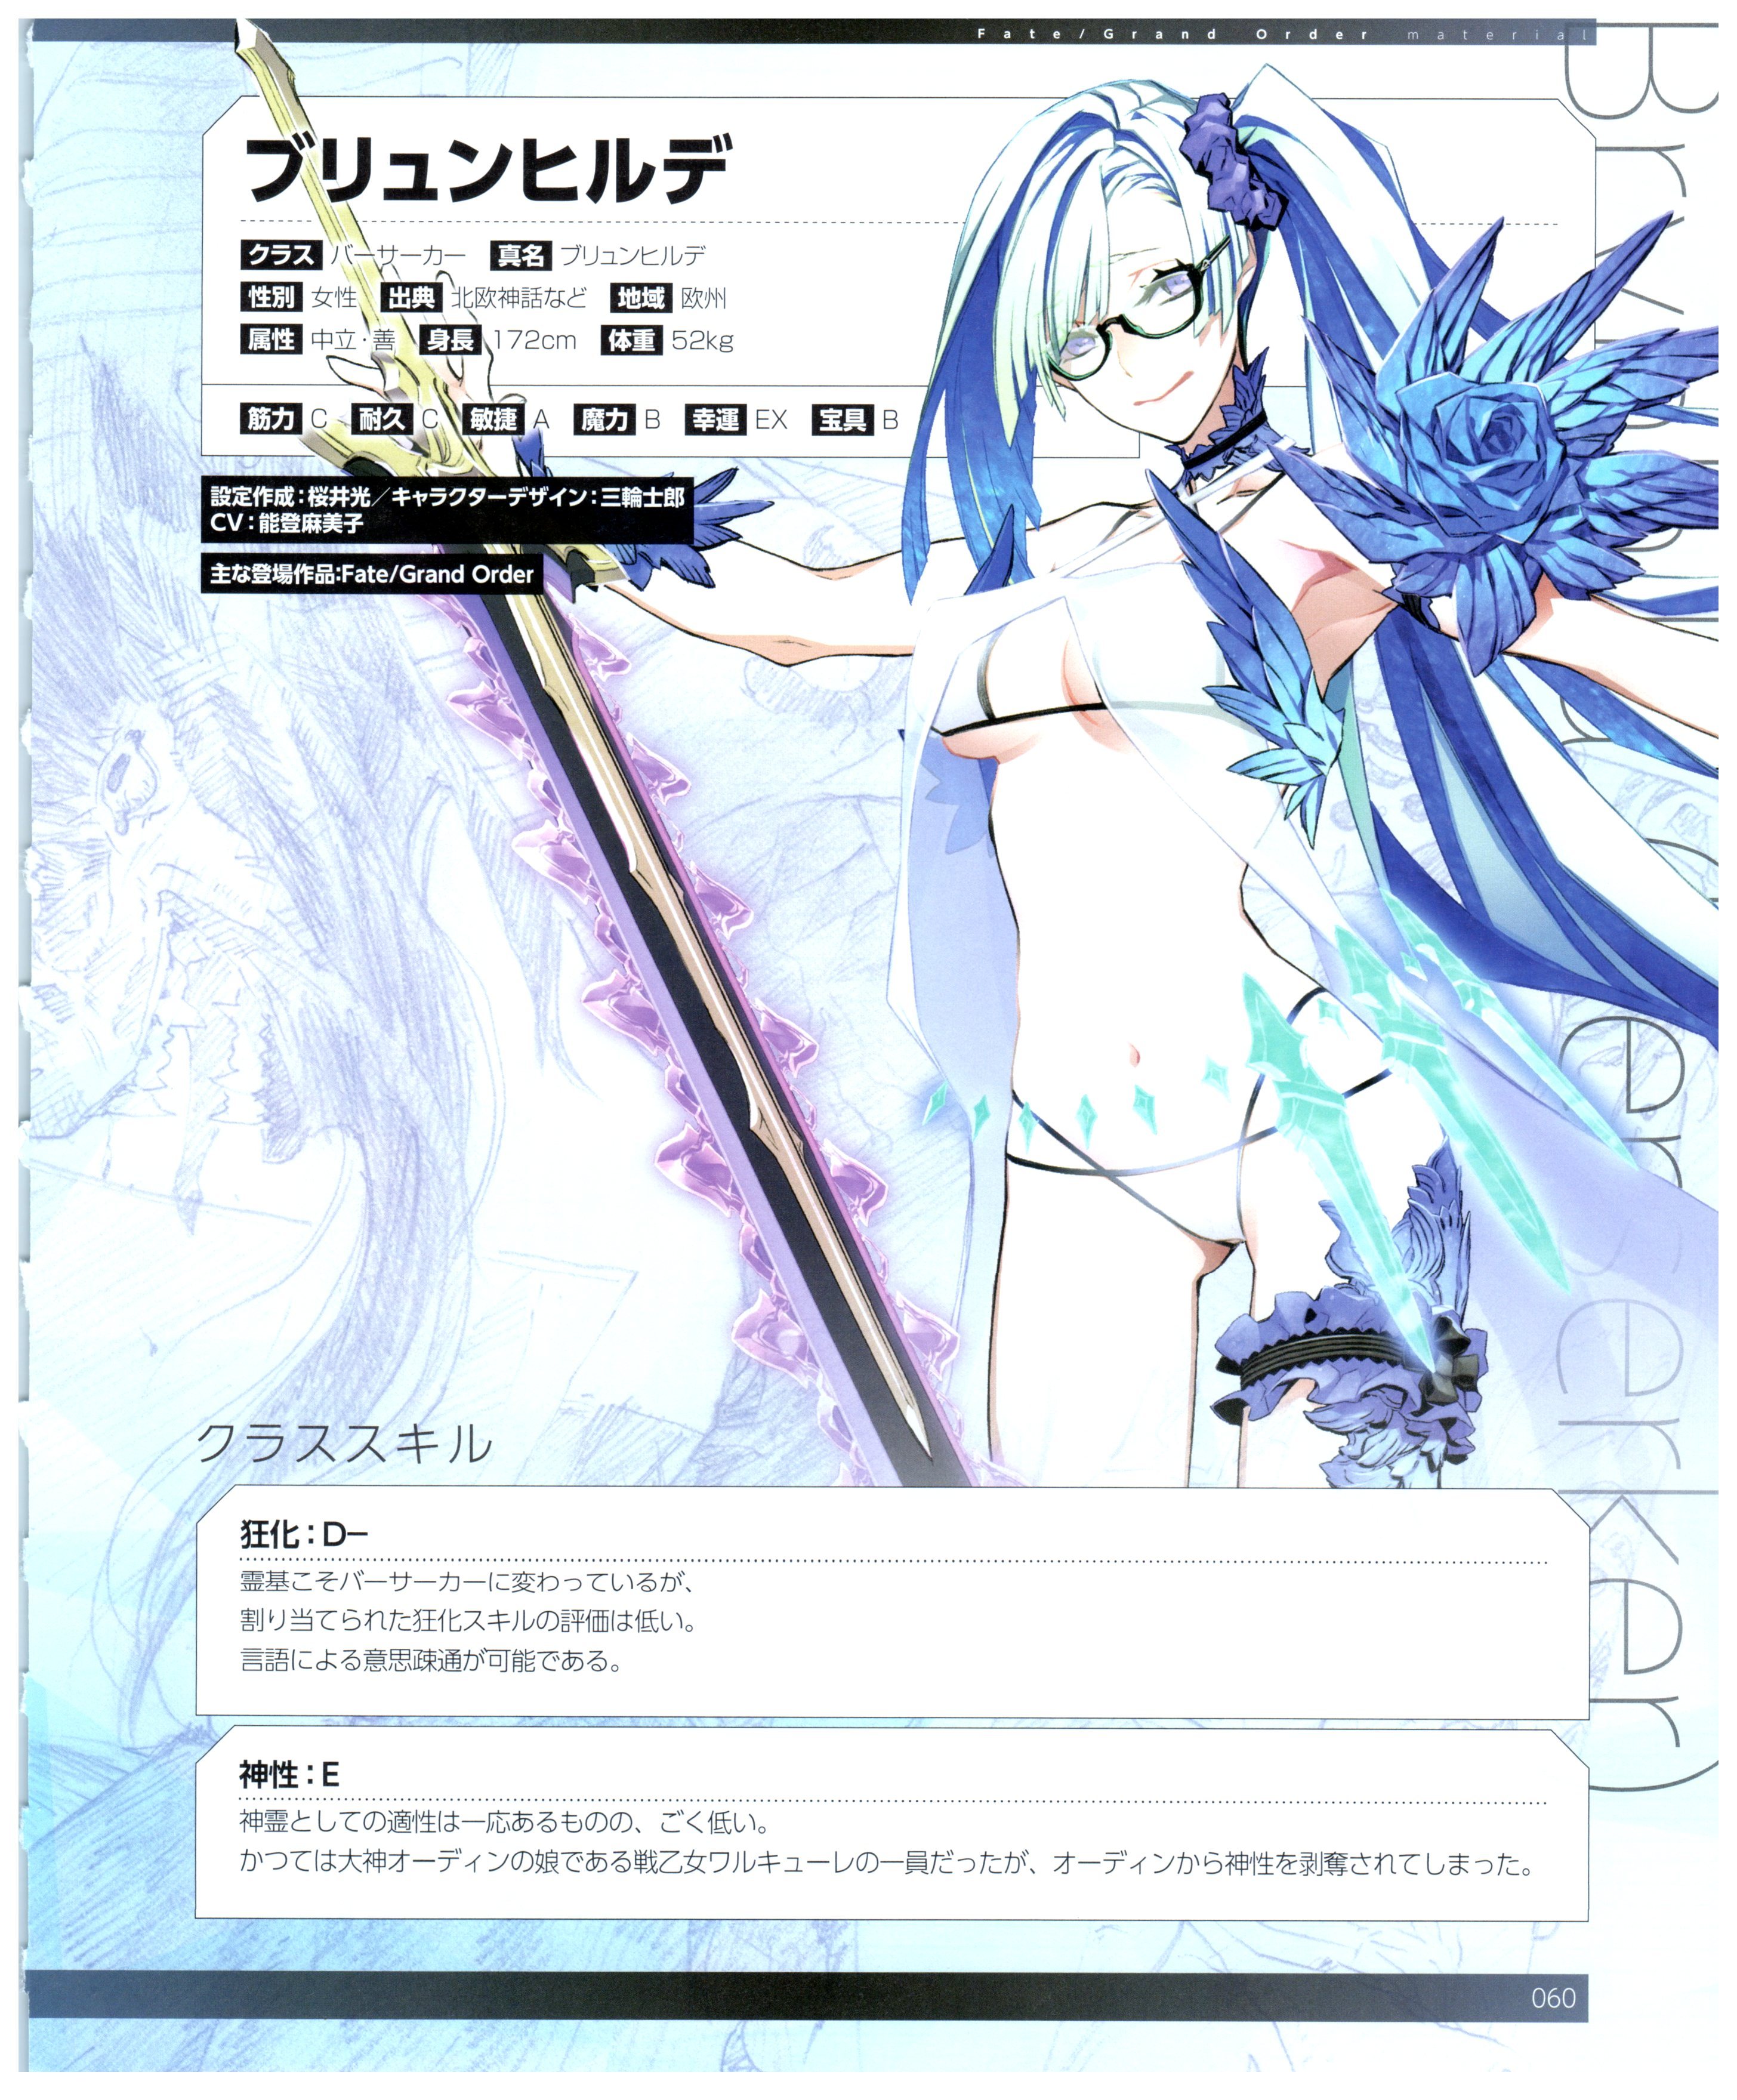 Fate/Grand Order material
ブリュンヒルデ
クラス バーサーカー 真名 ブリュンヒルデ
性別 女性 出典 北欧神話など 地域 欧州
属性 中立・善 身長 172cm 体重 52kg
筋力 C 耐久 C 敏捷 A 魔力 B 幸運 EX 宝具 B
設定作成：桜井光／キャラクターデザイン：三輪士郎
CV：能登麻美子
主な登場作品:Fate/Grand Order
クラススキル
狂化：D－
霊基こそバーサーカーに変わっているが、
割り当てられた狂化スキルの評価は低い。
言語による意思疎通が可能である。
神性：E
神霊としての適性は一応あるものの、ごく低い。
かつては大神オーディンの娘である戦乙女ワルキューレの一員だったが、オーディンから神性を剥奪されてしまった。
060
Berserker